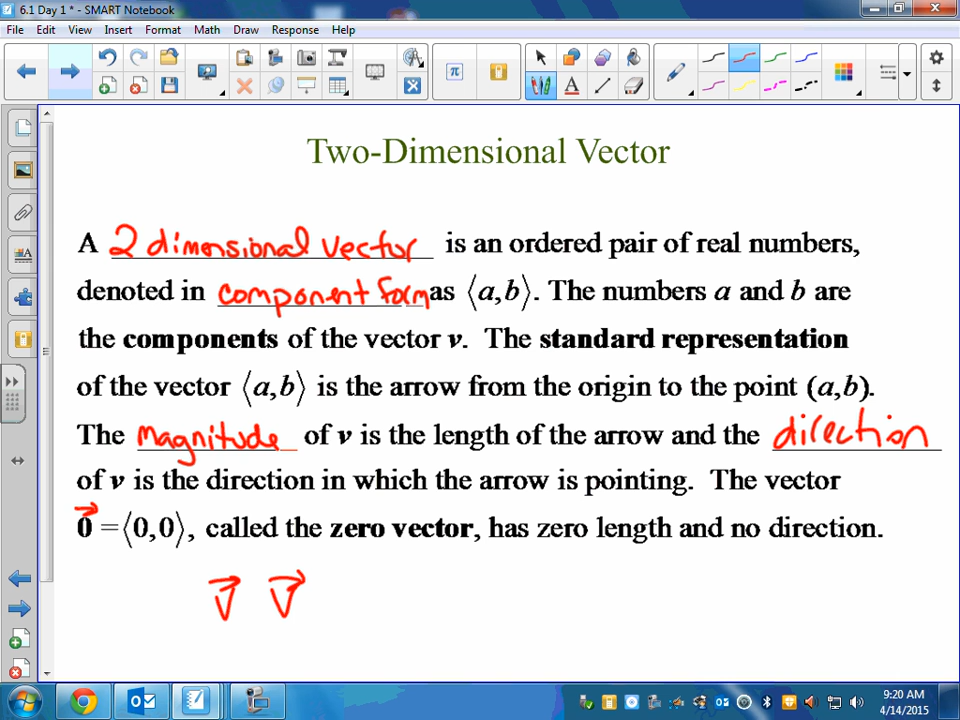 6.1 Day 1 * - SMART Notebook
File Edit View Insert Format Math Draw Response Help
Two-Dimensional Vector
A 2 dimensional vector is an ordered pair of real numbers,
denoted in component form as ⟨a,b⟩. The numbers a and b are
the components of the vector v. The standard representation
of the vector ⟨a,b⟩ is the arrow from the origin to the point (a,b).
The magnitude of v is the length of the arrow and the direction
of v is the direction in which the arrow is pointing. The vector
0⃗ = ⟨0,0⟩, called the zero vector, has zero length and no direction.
v⃗ v⃗
9:20 AM
4/14/2015